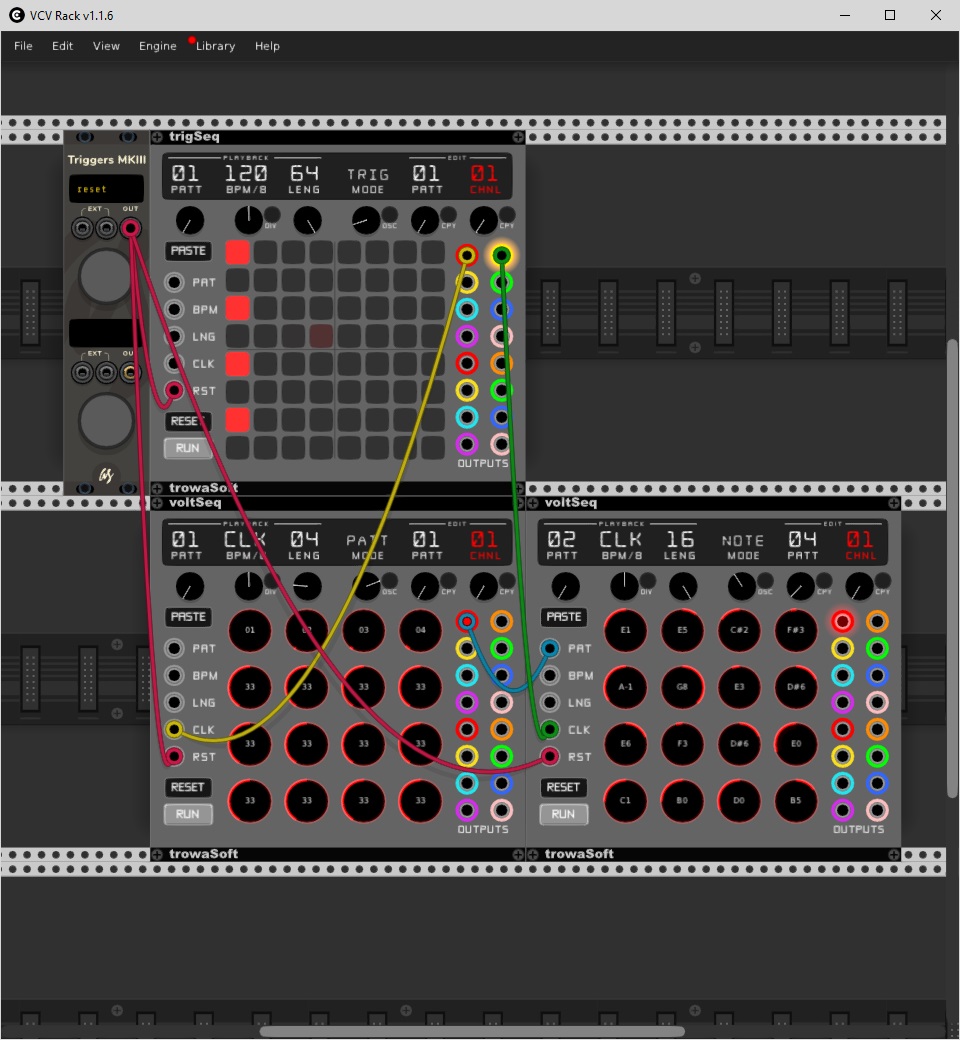 VCV Rack v1.1.6
File Edit View Engine Library Help
trigSeq
Triggers MKIII
PLAYBACK EDIT
01 120 64 TRIG 01 01
PATT BPM/B LENG MODE PATT CHNL
reset
DIV OSC CPY CPY
EXT OUT
PASTE
PAT
BPM
LNG
EXT OU
CLK
RST
RESET
RUN
OUTPUTS
trowaSoft
voltSeq voltSeq
PLAYBACK EDIT PLAYBACK EDIT
01 CLK 04 PATT 01 01 02 CLK 16 NOTE 04 01
PATT BPM/B LENG MODE PATT CHNL PATT BPM/B LENG MODE PATT CHNL
DIV OSC CPY CPY DIV OSC CPY CPY
PASTE 01 02 03 04 PASTE E1 E5 C#2 F#3
PAT PAT
BPM 33 33 33 33 BPM A-1 G8 E3 D#6
LNG LNG
CLK 33 33 33 33 CLK E6 F3 D#6 E0
RST RST
RESET RESET
33 33 33 33 C1 B0 D0 B5
RUN RUN
OUTPUTS OUTPUTS
trowaSoft trowaSoft